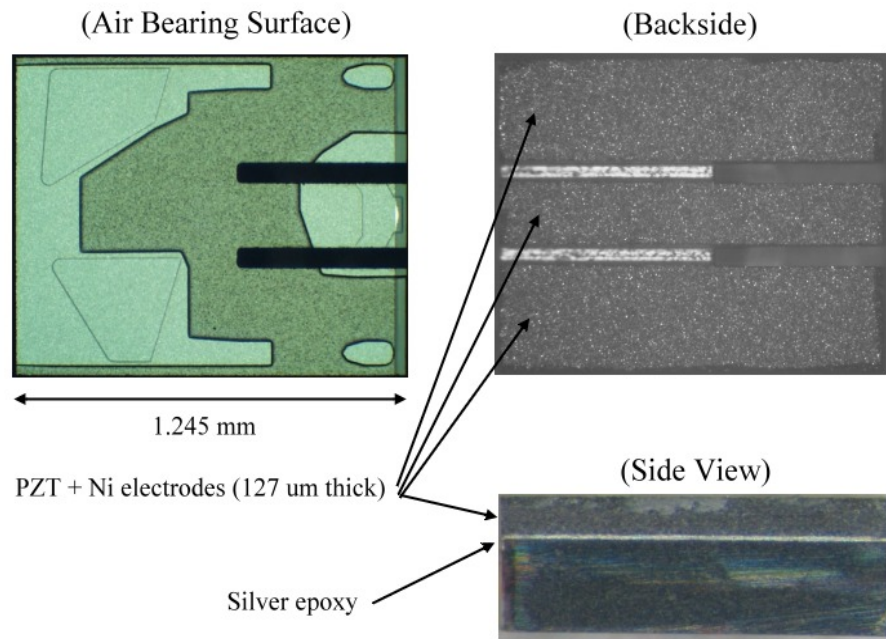 (Air Bearing Surface)
(Backside)
1.245 mm
PZT + Ni electrodes (127 um thick)
(Side View)
Silver epoxy